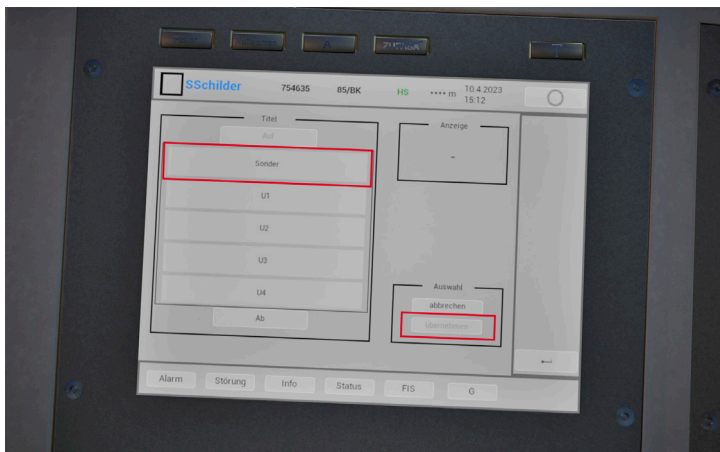 A
ZUGNSA
T
SSchilder 754635 85/BK HS •••• m 10.4.2023
15:12
Titel
Auf
Sonder
U1
U2
U3
U4
Ab
Anzeige
-
Auswahl
abbrechen
übernehmen
Alarm Störung Info Status FIS G